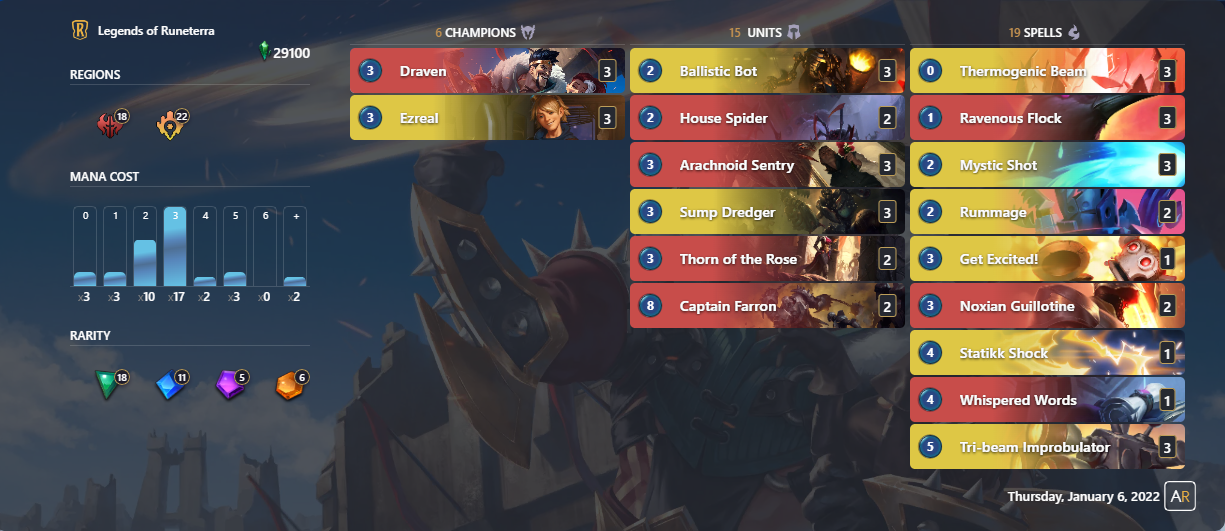 Legends of Runeterra
29100
REGIONS
18
22
MANA COST
0 1 2 3 4 5 6 +
x3 x3 x10 x17 x2 x3 x0 x2
RARITY
18
11
5
6
6 CHAMPIONS
3 Draven 3
3 Ezreal 3
15 UNITS
2 Ballistic Bot 3
2 House Spider 2
3 Arachnoid Sentry 3
3 Sump Dredger 3
3 Thorn of the Rose 2
8 Captain Farron 2
19 SPELLS
0 Thermogenic Beam 3
1 Ravenous Flock 3
2 Mystic Shot 3
2 Rummage 2
3 Get Excited! 1
3 Noxian Guillotine 2
4 Statikk Shock 1
4 Whispered Words 1
5 Tri-beam Improbulator 3
Thursday, January 6, 2022 AR